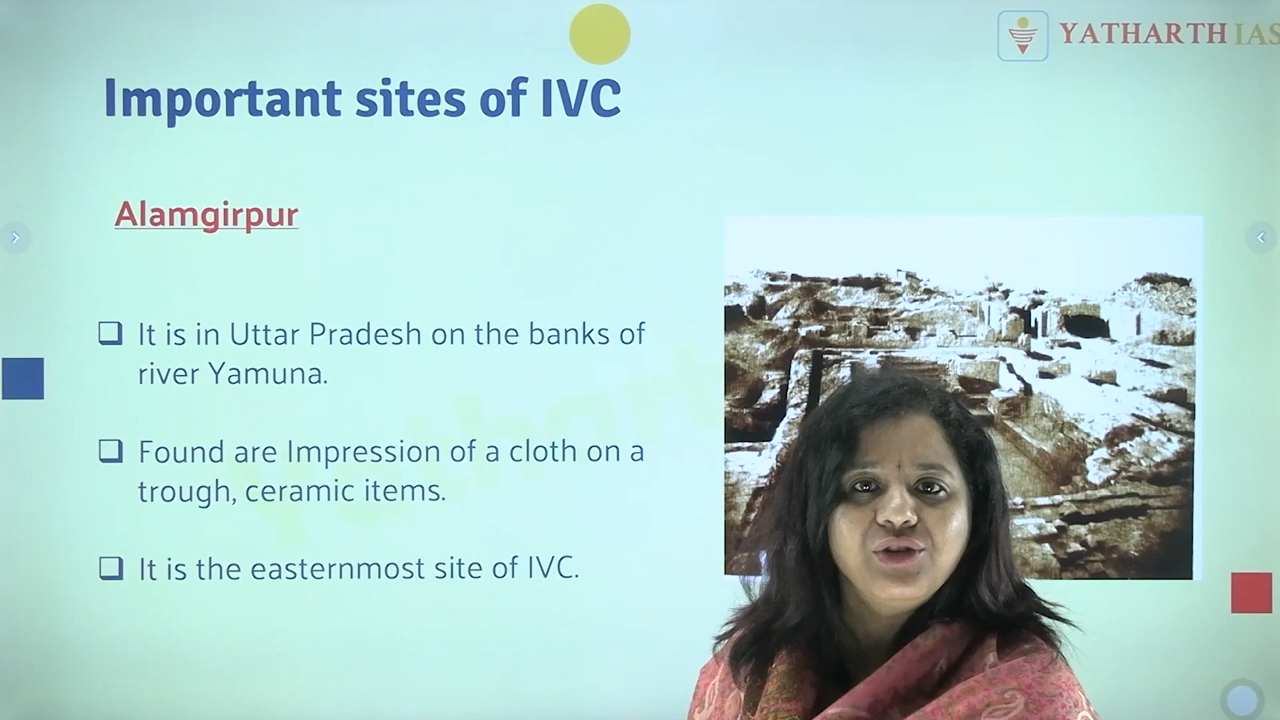 YATHARTH IAS
Important sites of IVC
Alamgirpur
It is in Uttar Pradesh on the banks of
river Yamuna.
Found are Impression of a cloth on a
trough, ceramic items.
It is the easternmost site of IVC.